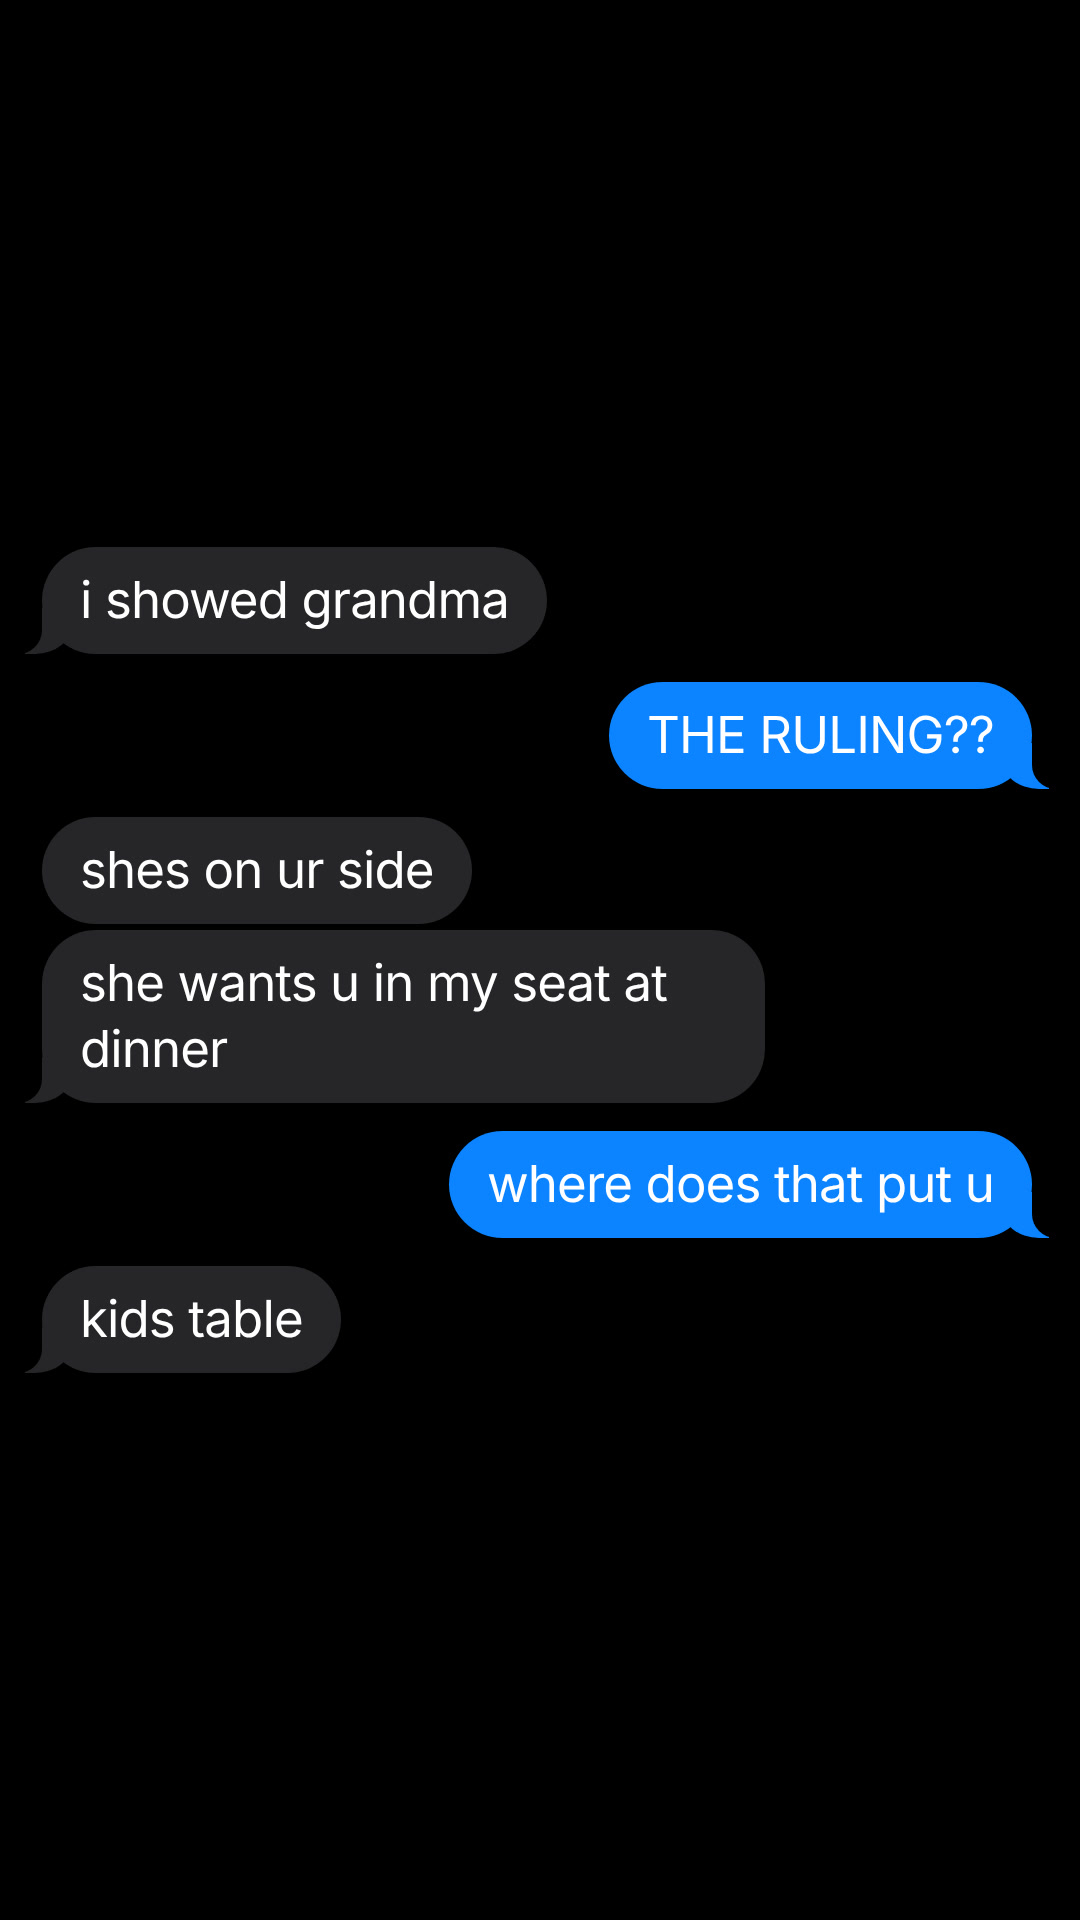 i showed grandma
THE RULING??
shes on ur side
she wants u in my seat at
dinner
where does that put u
kids table